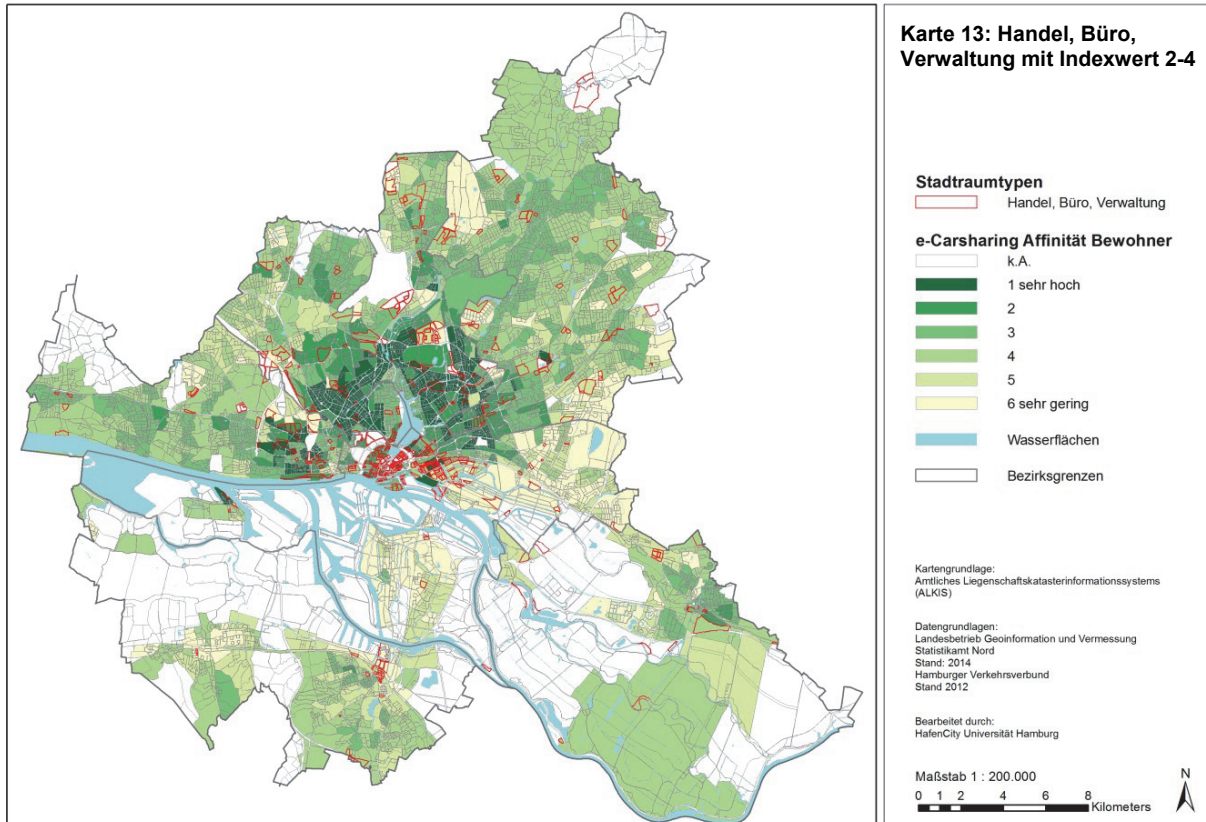 Karte 13: Handel, Büro,
Verwaltung mit Indexwert 2-4
Stadtraumtypen
Handel, Büro, Verwaltung
e-Carsharing Affinität Bewohner
k.A.
1 sehr hoch
2
3
4
5
6 sehr gering
Wasserflächen
Bezirksgrenzen
Kartengrundlage:
Amtliches Liegenschaftskatasterinformationssystems
(ALKIS)
Datengrundlagen:
Landesbetrieb Geoinformation und Vermessung
Statistikamt Nord
Stand: 2014
Hamburger Verkehrsverbund
Stand 2012
Bearbeitet durch:
HafenCity Universität Hamburg
Maßstab 1 : 200.000
N
0 1 2 4 6 8
Kilometers